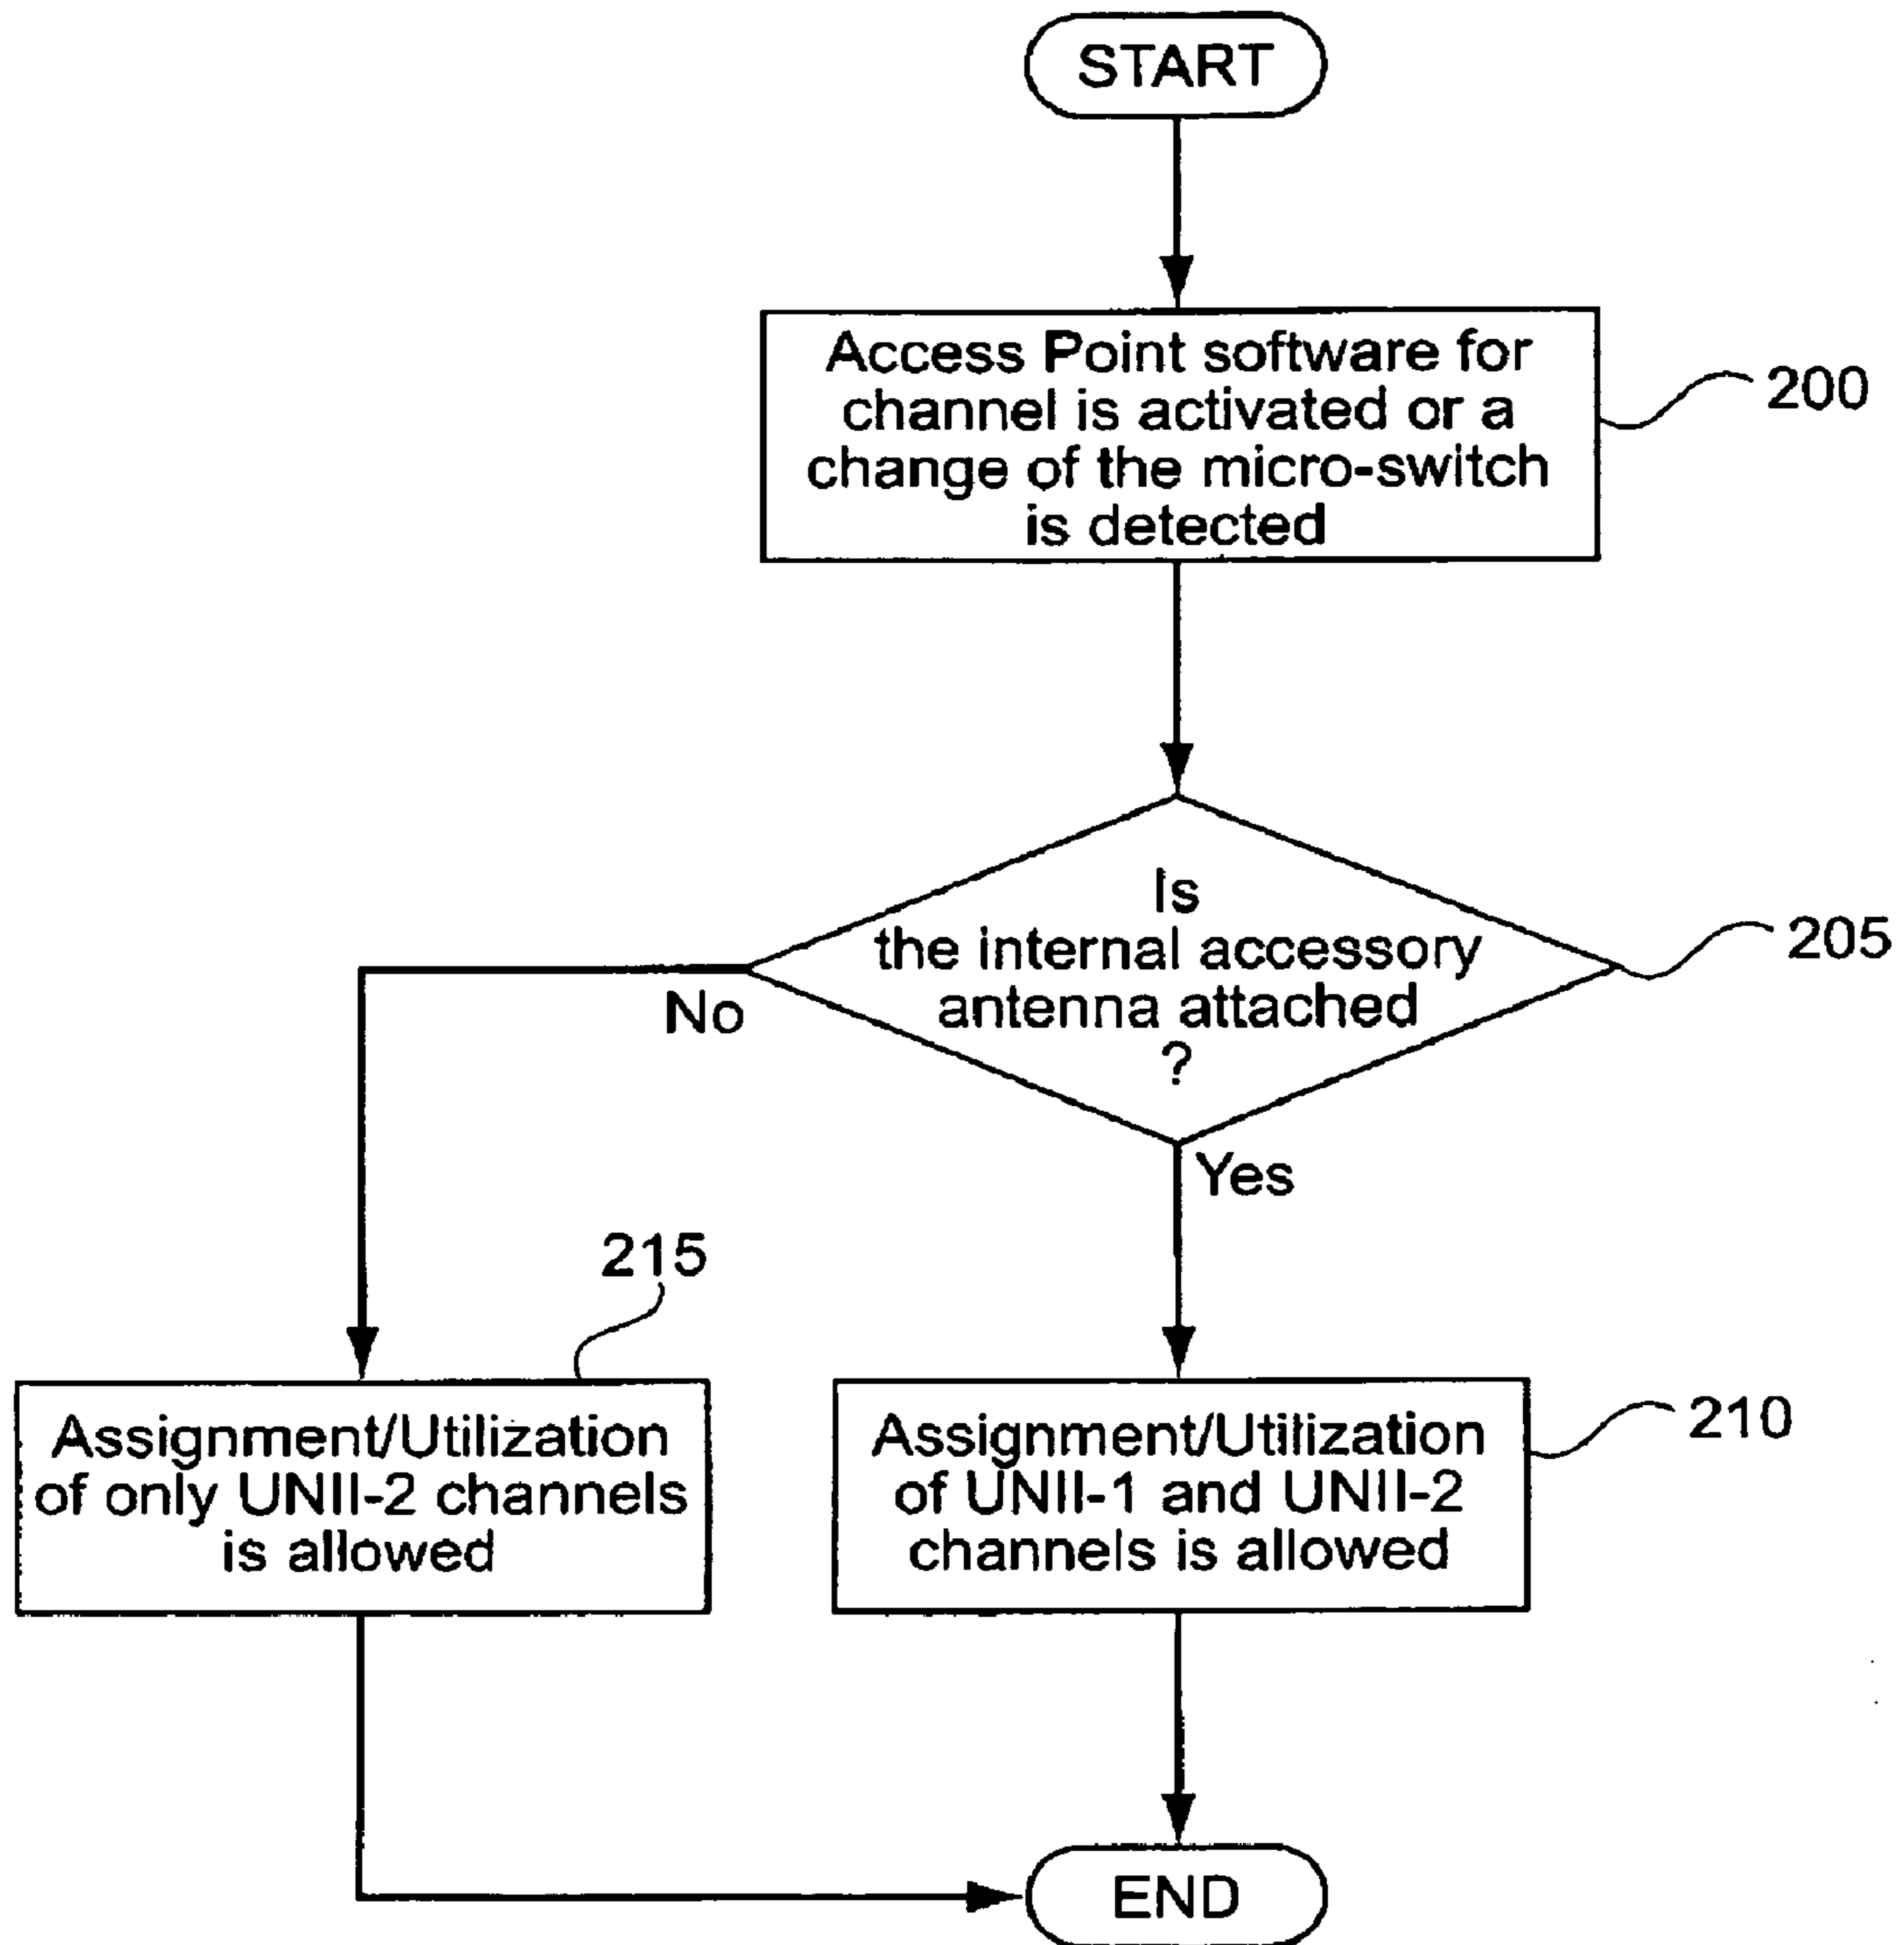 START
Access Point software for
channel is activated or a
change of the micro-switch
is detected
200
Is
the internal accessory
antenna attached
?
205
No
Yes
215
Assignment/Utilization
of only UNII-2 channels
is allowed
Assignment/Utilization
of UNII-1 and UNII-2
channels is allowed
210
END